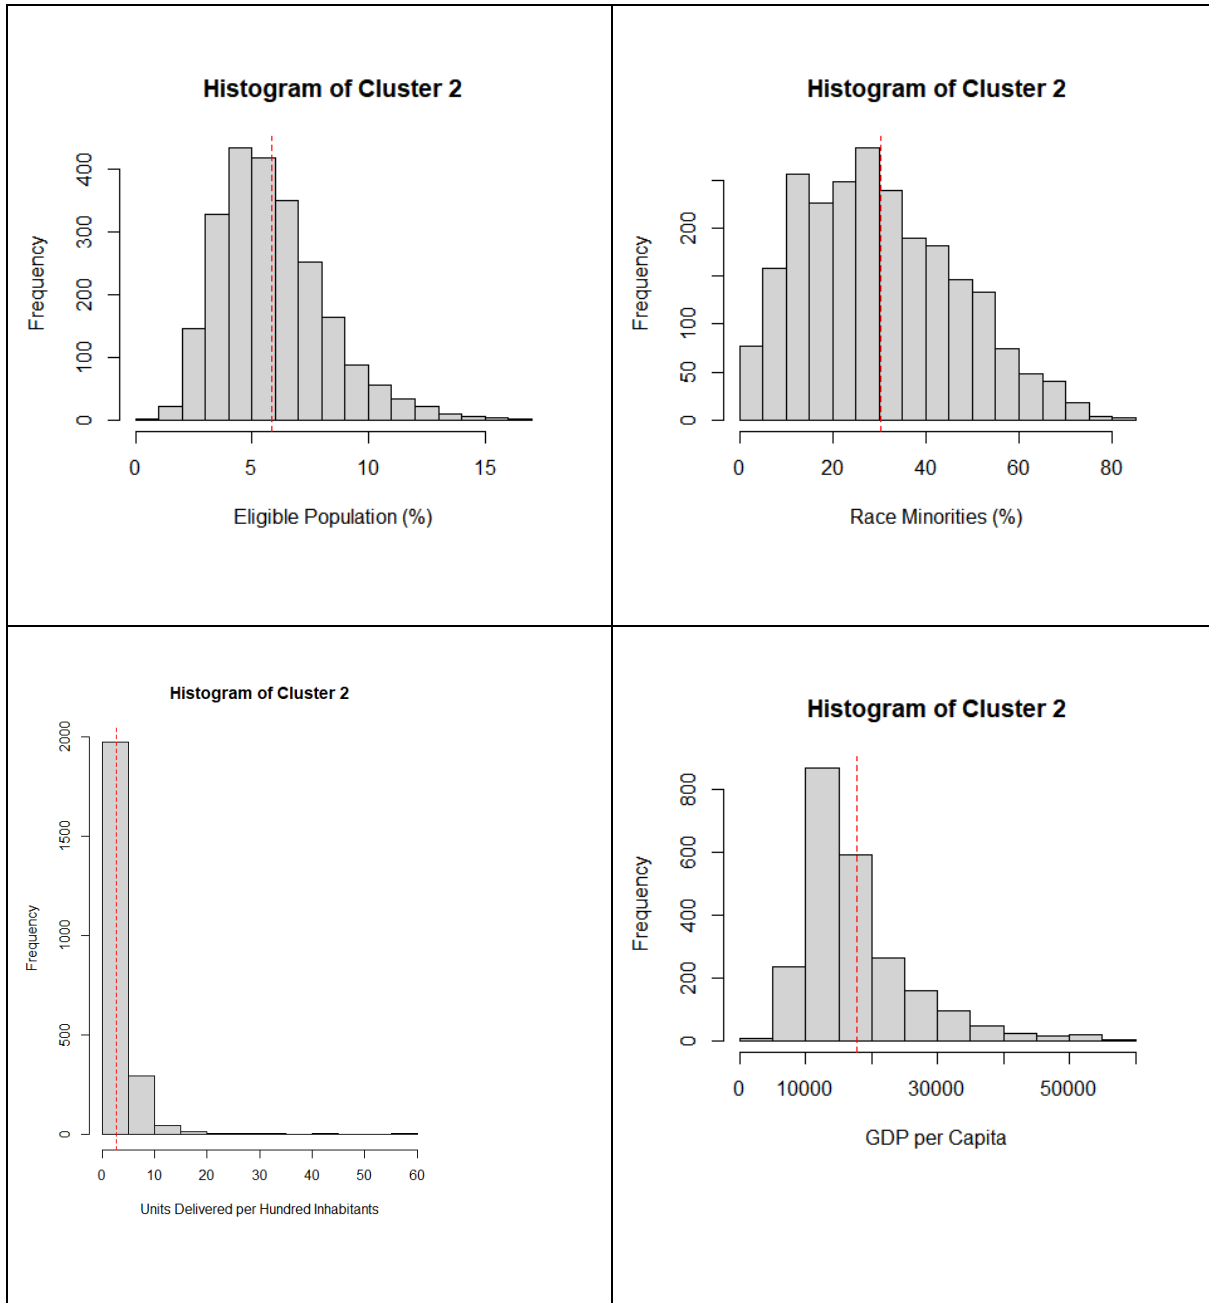 Histogram of Cluster 2
Frequency
400
300
200
100
0
0 5 10 15
Eligible Population (%)
Histogram of Cluster 2
Frequency
200
100
50
0
0 20 40 60 80
Race Minorities (%)
Histogram of Cluster 2
Frequency
2000
1500
1000
500
0
0 10 20 30 40 50 60
Units Delivered per Hundred Inhabitants
Histogram of Cluster 2
Frequency
800
600
400
200
0
0 10000 30000 50000
GDP per Capita